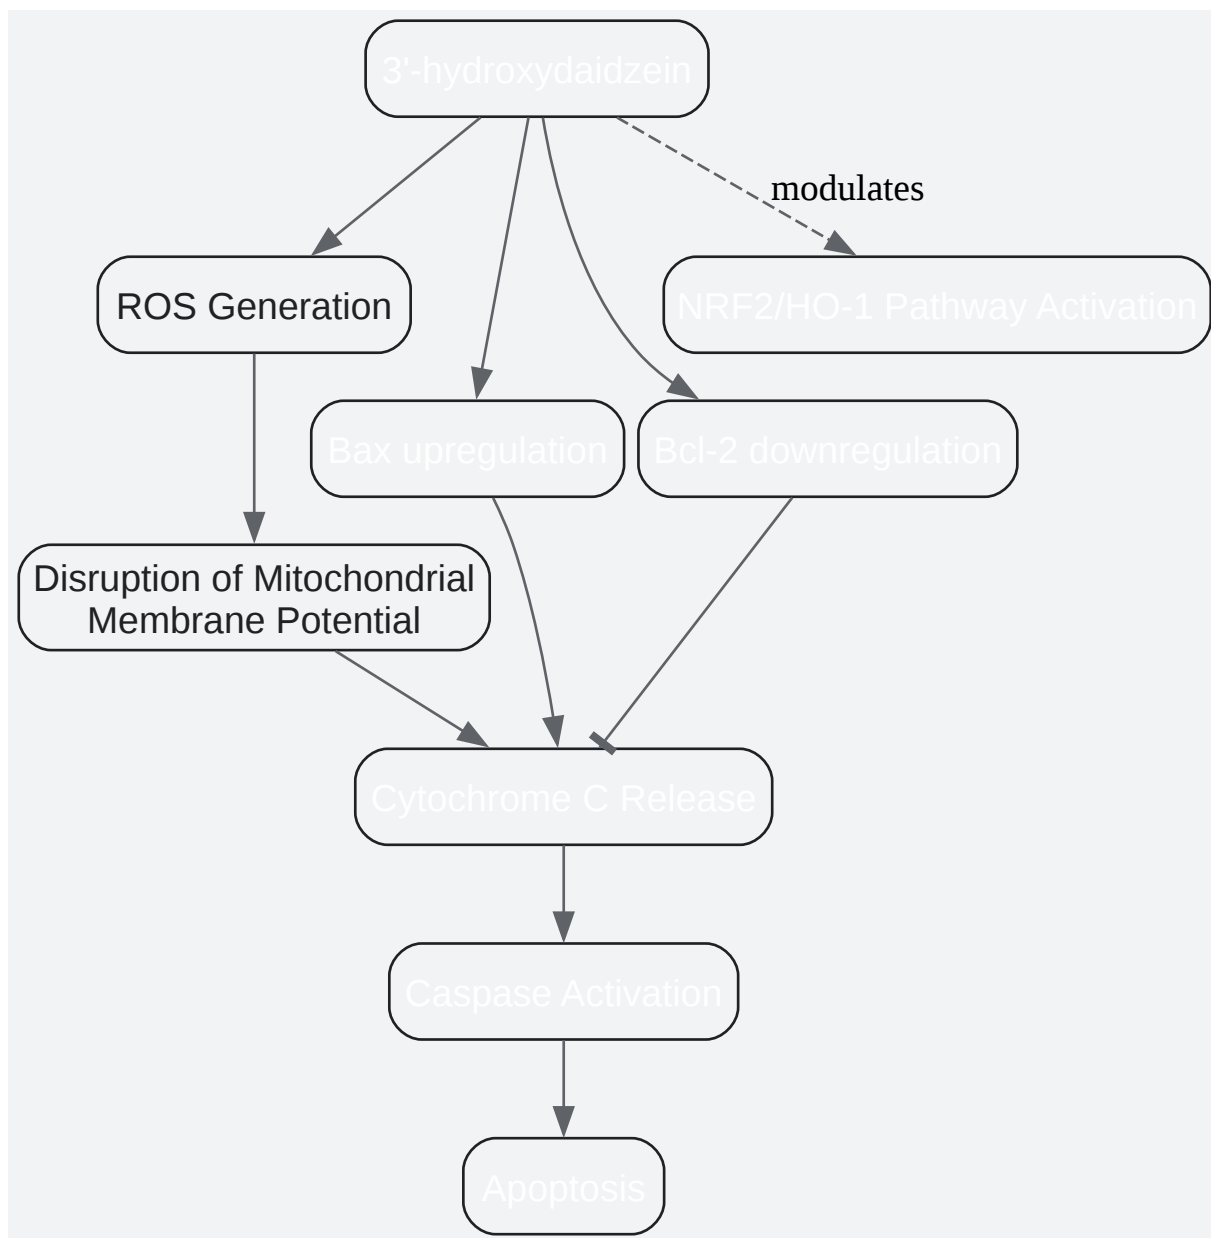 3'-hydroxydaidzein
modulates
ROS Generation
NRF2/HO-1 Pathway Activation
Bax upregulation
Bcl-2 downregulation
Disruption of Mitochondrial
Membrane Potential
Cytochrome C Release
Caspase Activation
Apoptosis